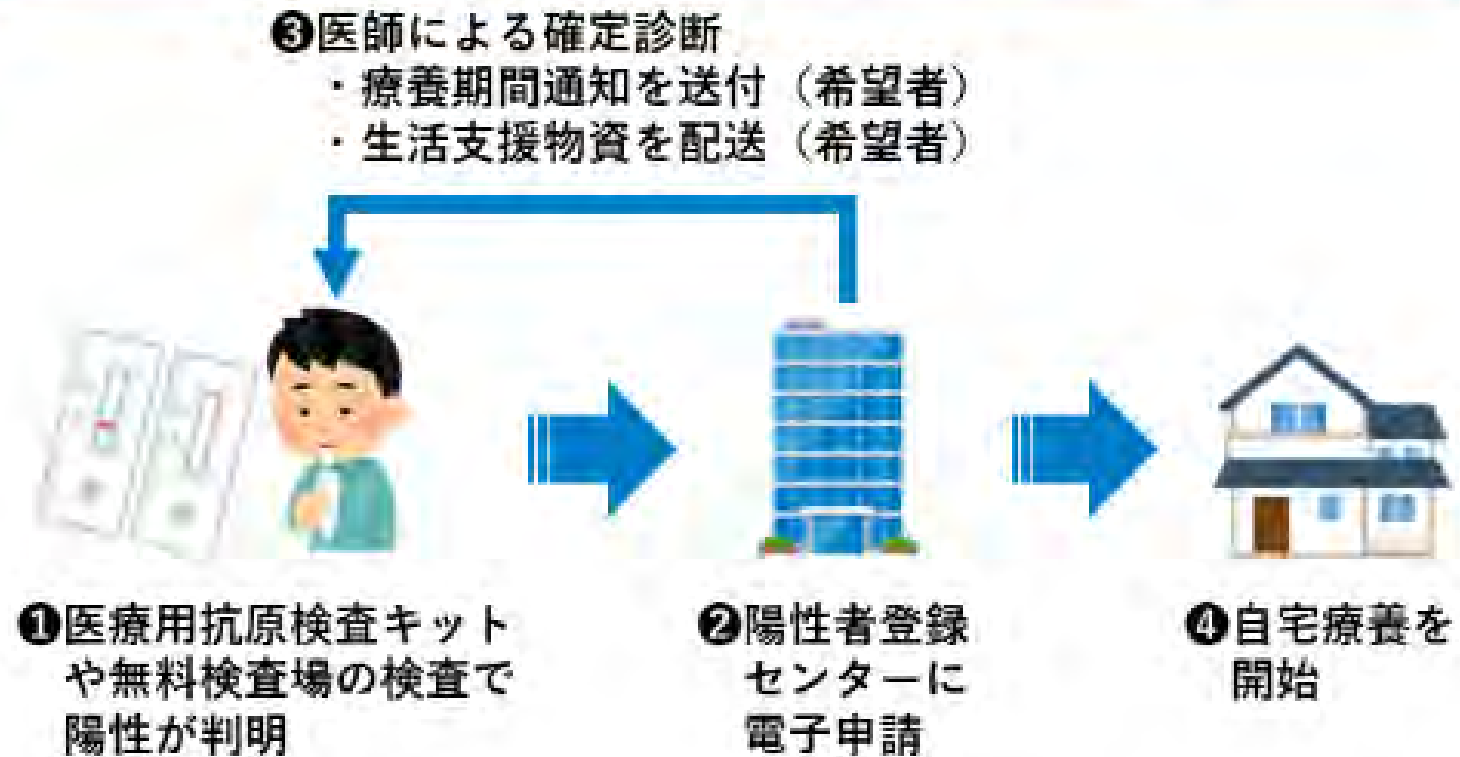 ❸医師による確定診断
・療養期間通知を送付（希望者）
・生活支援物資を配送（希望者）
❶医療用抗原検査キット
や無料検査場の検査で
陽性が判明
❷陽性者登録
センターに
電子申請
❹自宅療養を
開始